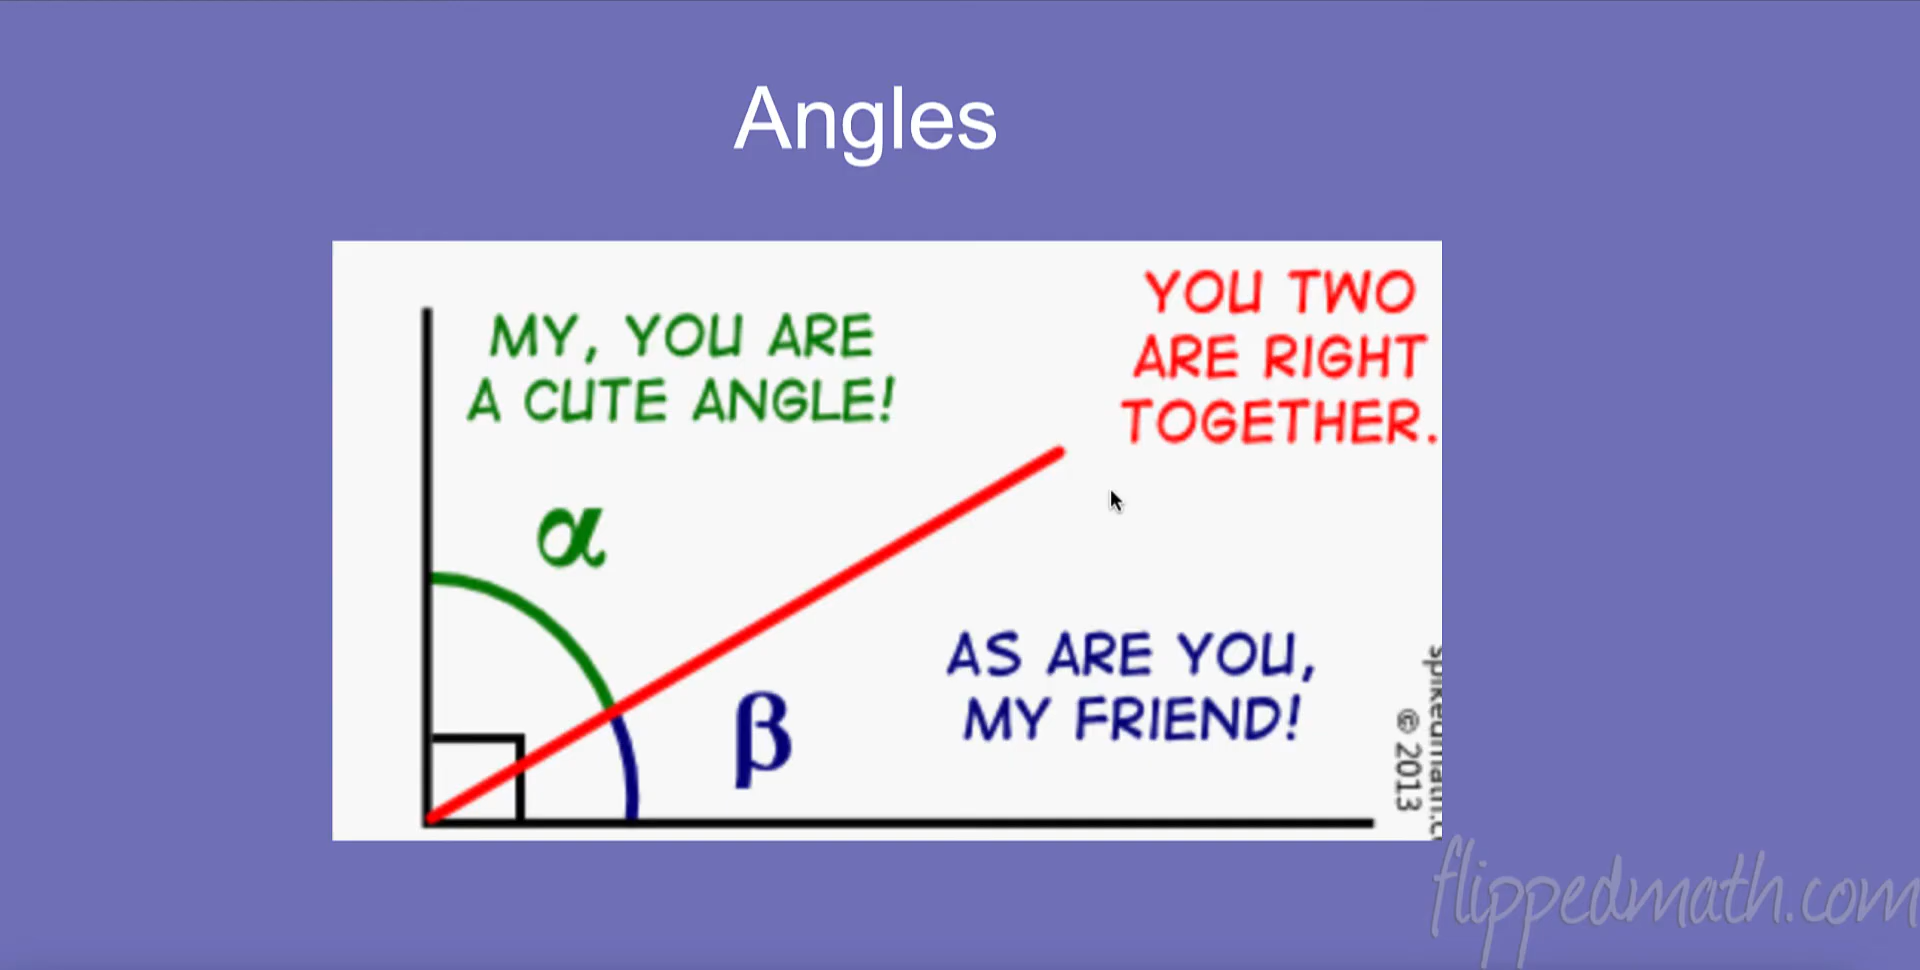 Angles
MY, YOU ARE
A CUTE ANGLE!
YOU TWO
ARE RIGHT
TOGETHER.
α
β
AS ARE YOU,
MY FRIEND!
© 2013
flippedmath.com